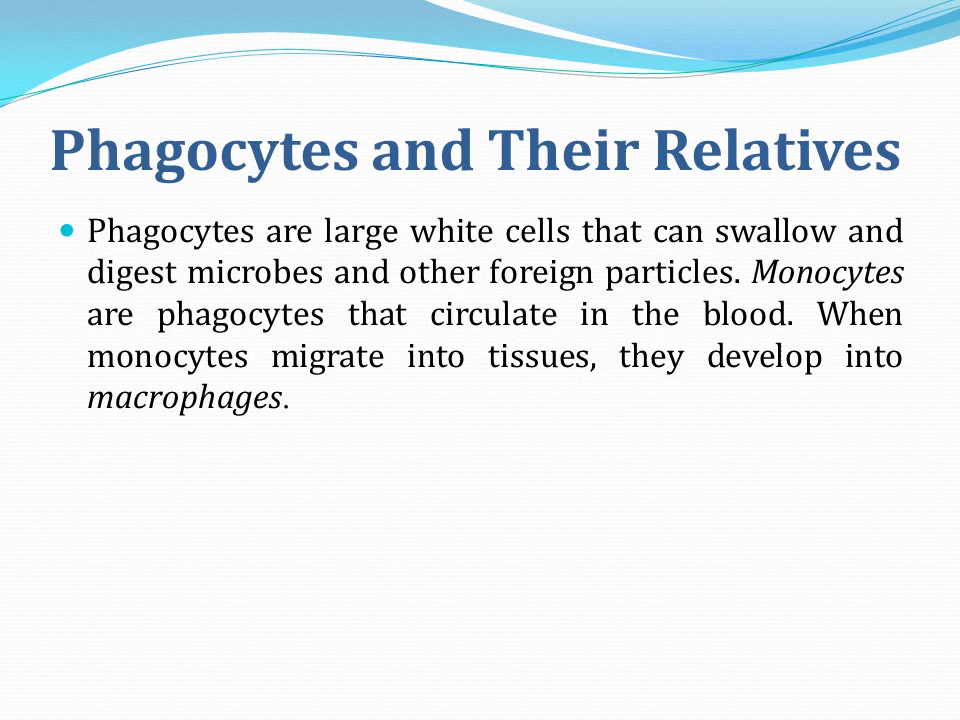 Phagocytes and Their Relatives
Phagocytes are large white cells that can swallow and
digest microbes and other foreign particles. Monocytes
are phagocytes that circulate in the blood. When
monocytes migrate into tissues, they develop into
macrophages.